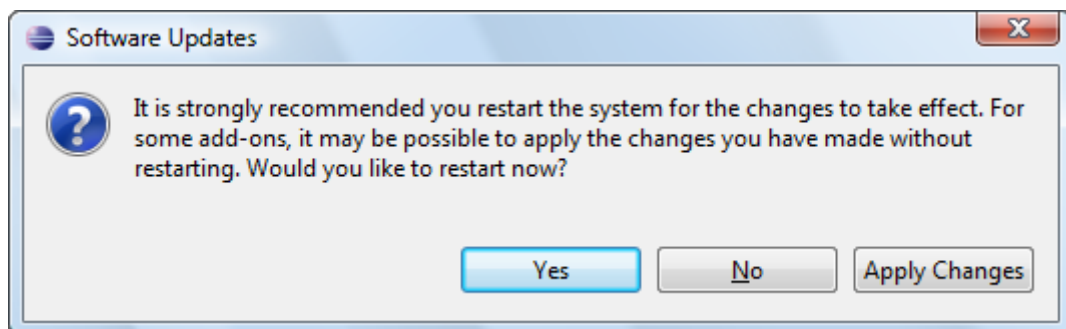 Software Updates
It is strongly recommended you restart the system for the changes to take effect. For
some add-ons, it may be possible to apply the changes you have made without
restarting. Would you like to restart now?
Yes No Apply Changes